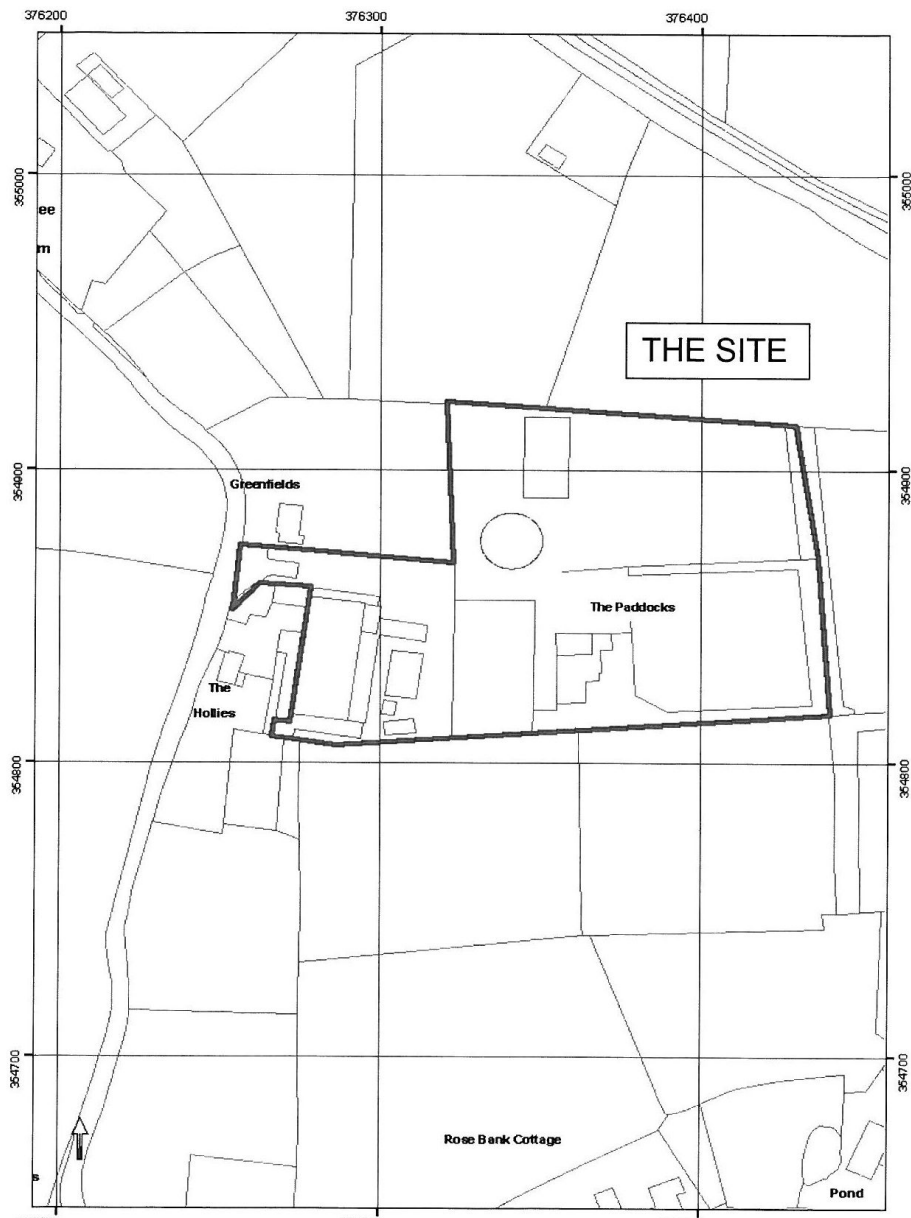 376200
376300
376400
355000
355000
ee
m
THE SITE
354900
354900
Greenfields
The Paddocks
The
Hollies
354800
354800
354700
354700
Rose Bank Cottage
s
Pond